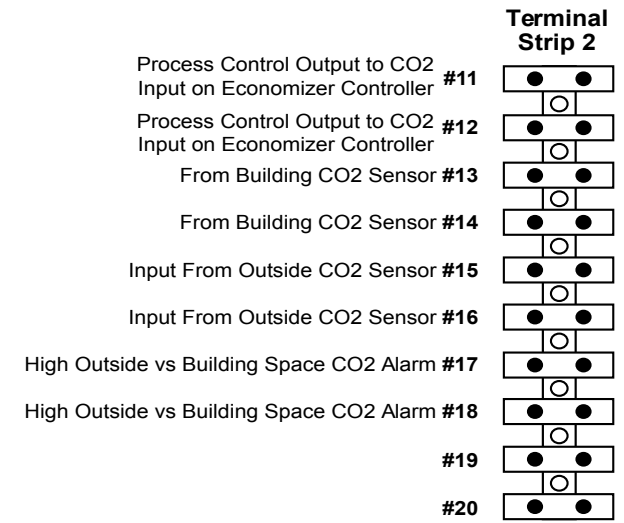 Terminal
Strip 2
Process Control Output to CO2
Input on Economizer Controller #11
Process Control Output to CO2
Input on Economizer Controller #12
From Building CO2 Sensor #13
From Building CO2 Sensor #14
Input From Outside CO2 Sensor #15
Input From Outside CO2 Sensor #16
High Outside vs Building Space CO2 Alarm #17
High Outside vs Building Space CO2 Alarm #18
#19
#20